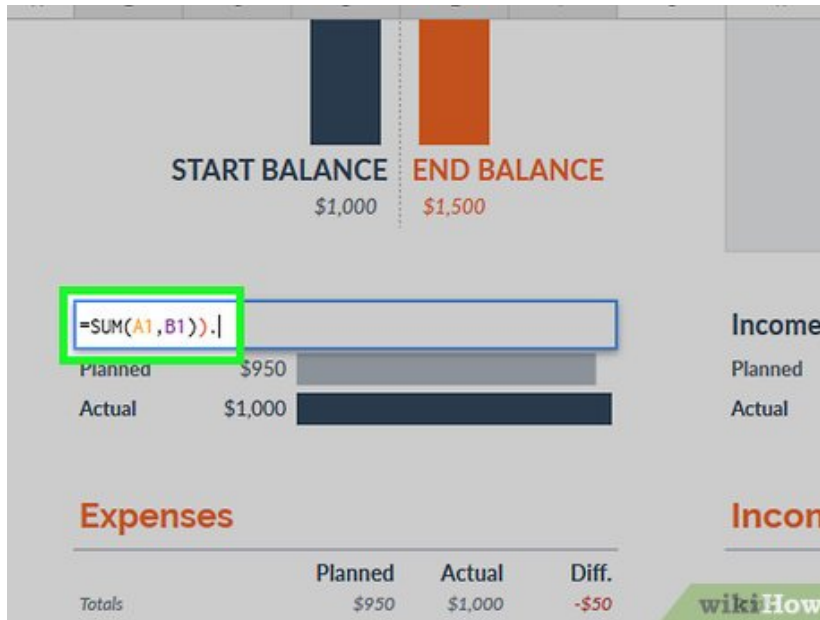 START BALANCE END BALANCE
$1,000 $1,500
=SUM(A1,B1)).
Income
Planned $950 Planned
Actual $1,000 Actual
Expenses
Planned Actual Diff.
Totals $950 $1,000 -$50
wikiHow